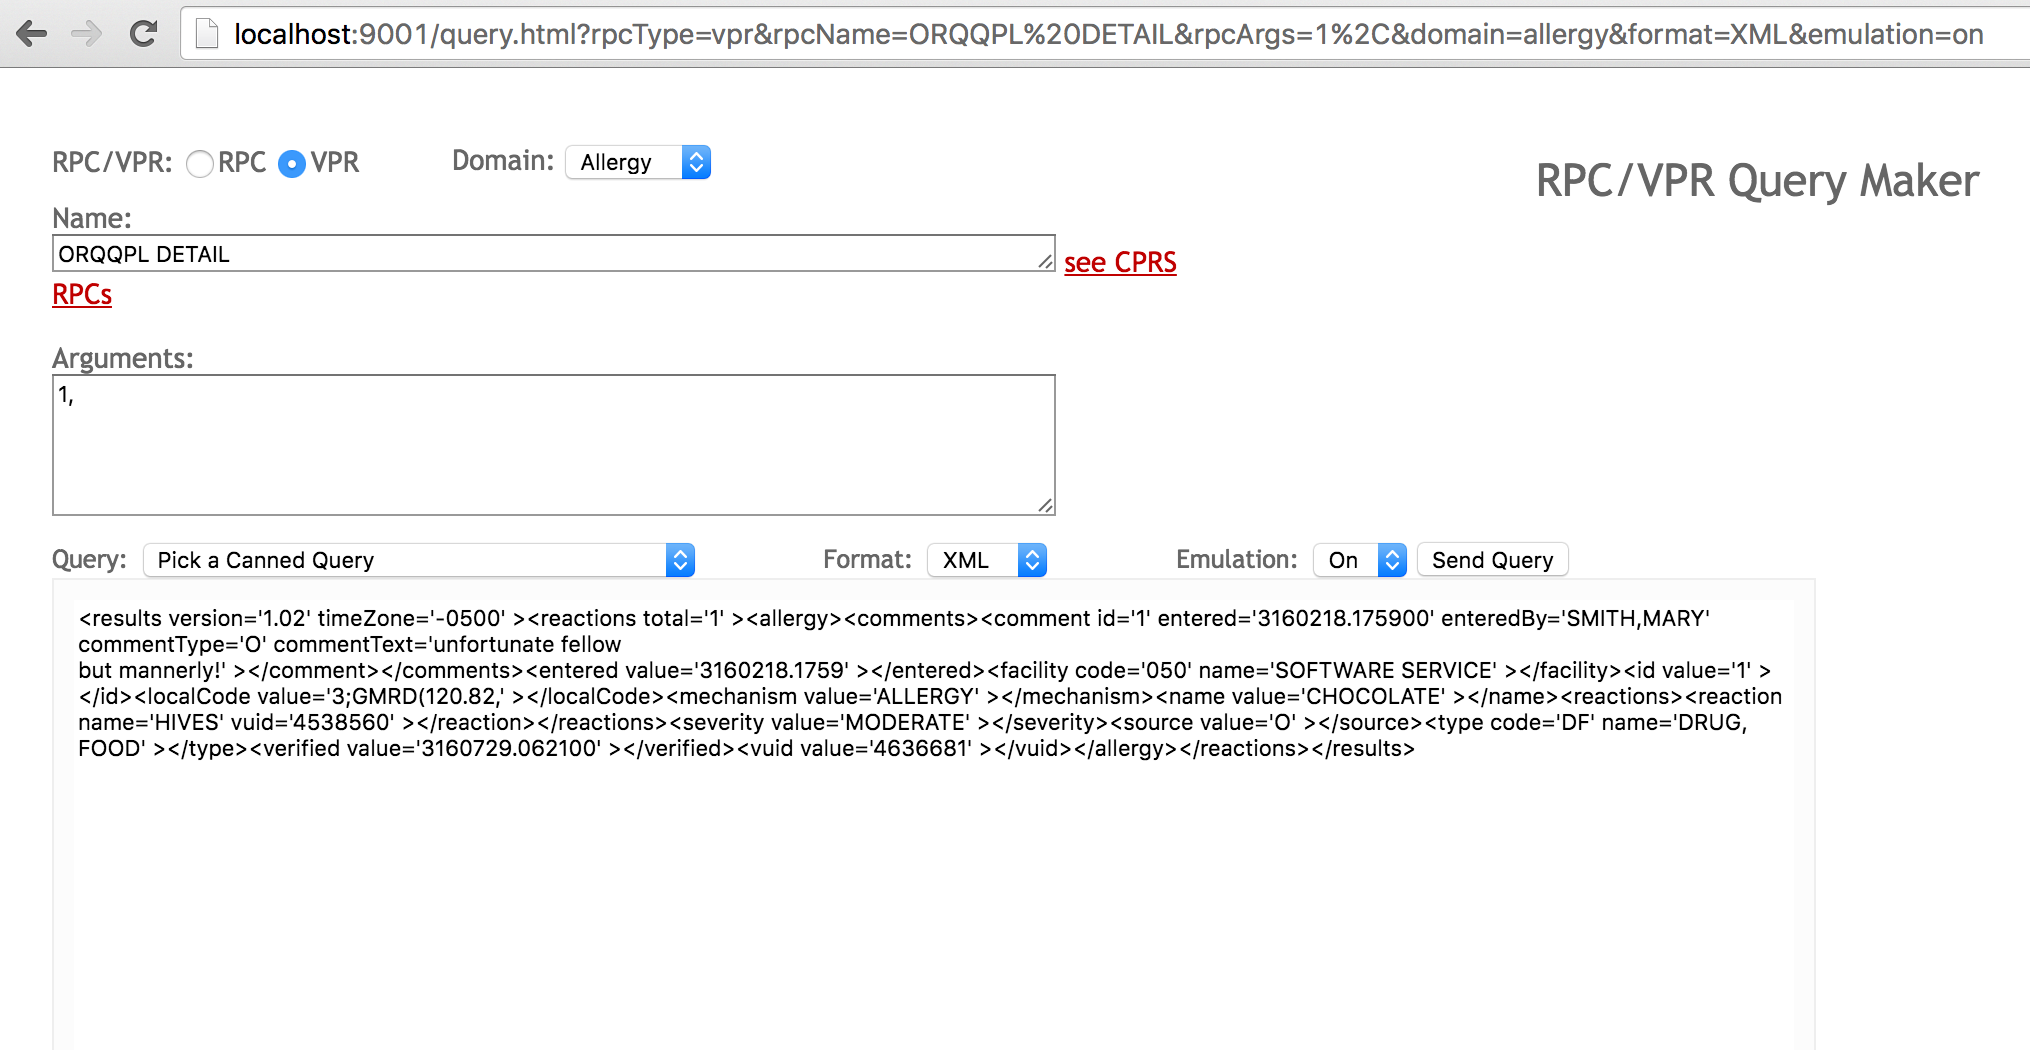 localhost:9001/query.html?rpcType=vpr&rpcName=ORQQPL%20DETAIL&rpcArgs=1%2C&domain=allergy&format=XML&emulation=on
RPC/VPR: RPC VPR Domain: Allergy
RPC/VPR Query Maker
Name:
ORQQPL DETAIL
see CPRS
RPCs
Arguments:
1,
Query: Pick a Canned Query Format: XML Emulation: On Send Query
<results version='1.02' timeZone='-0500' ><reactions total='1' ><allergy><comments><comment id='1' entered='3160218.175900' enteredBy='SMITH,MARY'
commentType='O' commentText='unfortunate fellow
but mannerly!' ></comment></comments><entered value='3160218.1759' ></entered><facility code='050' name='SOFTWARE SERVICE' ></facility><id value='1' >
</id><localCode value='3;GMRD(120.82,' ></localCode><mechanism value='ALLERGY' ></mechanism><name value='CHOCOLATE' ></name><reactions><reaction
name='HIVES' vuid='4538560' ></reaction></reactions><severity value='MODERATE' ></severity><source value='O' ></source><type code='DF' name='DRUG,
FOOD' ></type><verified value='3160729.062100' ></verified><vuid value='4636681' ></vuid></allergy></reactions></results>